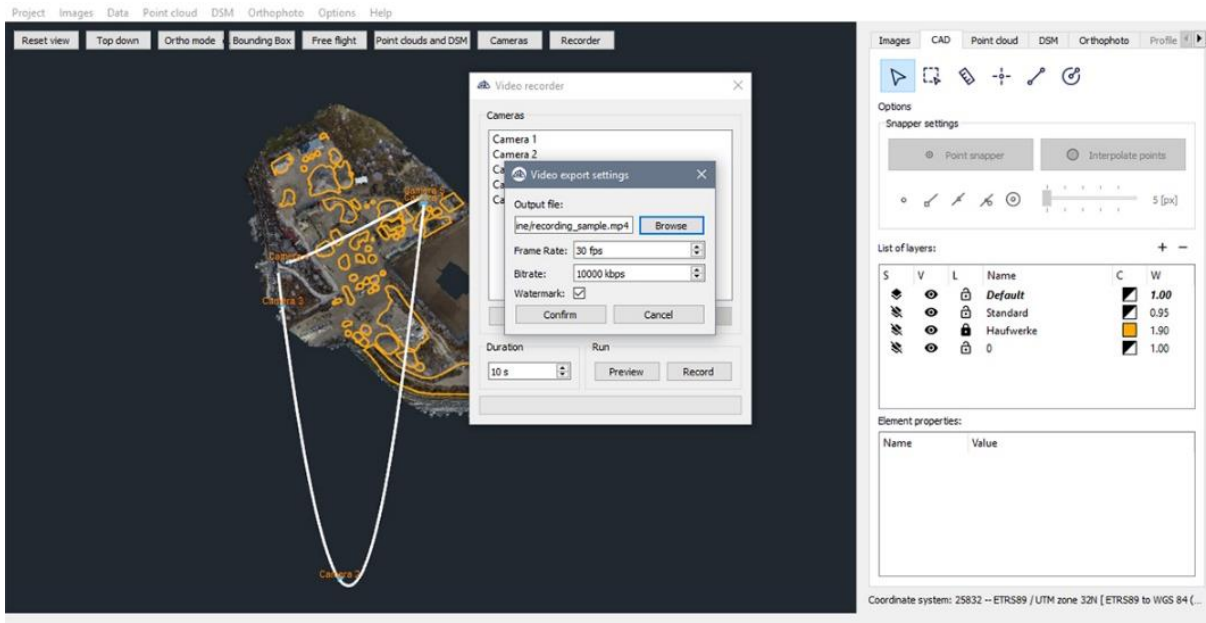 Project Images Data Point cloud DSM Orthophoto Options Help
Reset view Top down Ortho mode Bounding Box Free flight Point clouds and DSM Cameras Recorder
Images CAD Point cloud DSM Orthophoto Profile
Options
Snapper settings
Point snapper Interpolate points
5 [px]
List of layers:
+ −
S V L Name C W
Default 1.00
Standard 0.95
Haufwerke 1.90
0 1.00
Element properties:
Name Value
Coordinate system: 25832 -- ETRS89 / UTM zone 32N [ ETRS89 to WGS 84 (...
Video recorder
Cameras
Camera 1
Camera 2
Ca
Ca
Ca
Video export settings
Output file:
ine/recording_sample.mp4 Browse
Frame Rate: 30 fps
Bitrate: 10000 kbps
Watermark:
Confirm Cancel
Duration Run
10 s Preview Record
Camera 3
Camera 2